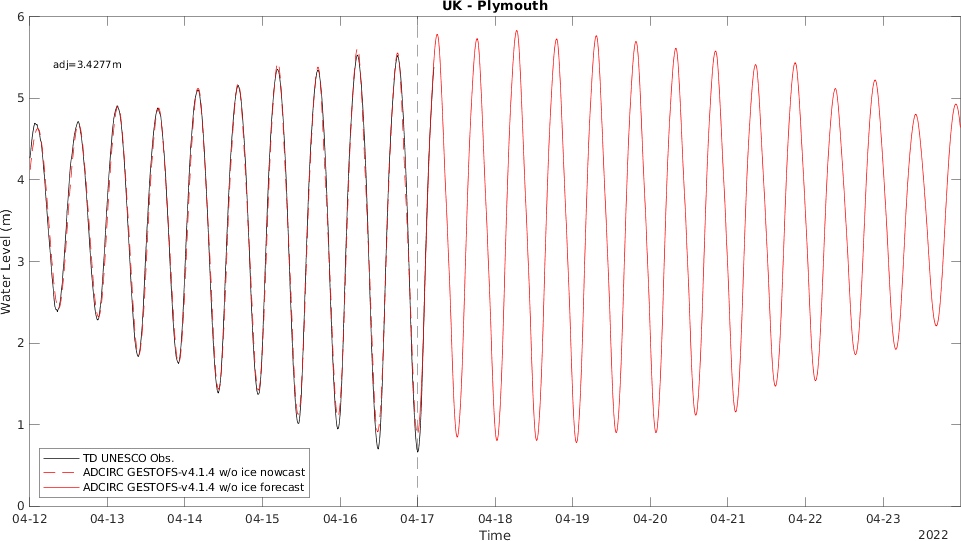 UK - Plymouth
adj=3.4277m
Water Level (m)
6
5
4
3
2
1
0
TD UNESCO Obs.
ADCIRC GESTOFS-v4.1.4 w/o ice nowcast
ADCIRC GESTOFS-v4.1.4 w/o ice forecast
04-12 04-13 04-14 04-15 04-16 04-17 04-18 04-19 04-20 04-21 04-22 04-23
Time
2022